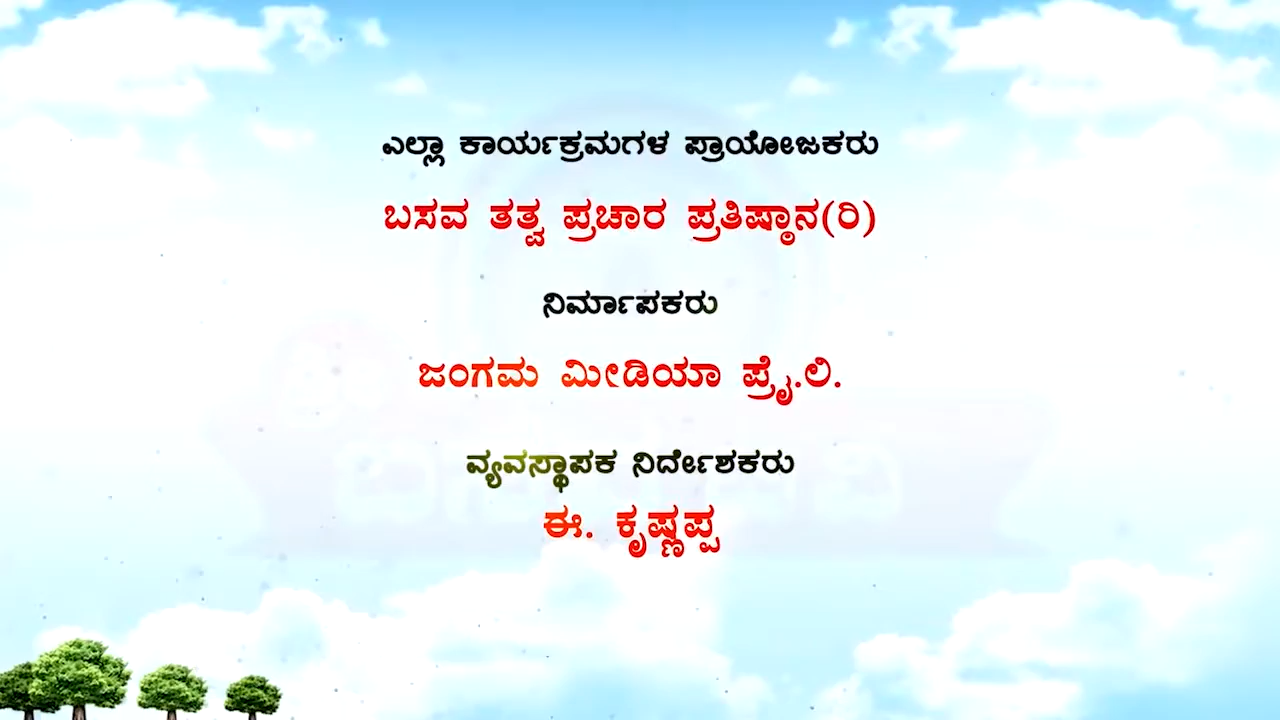 ಎಲ್ಲಾ ಕಾರ್ಯಕ್ರಮಗಳ ಪ್ರಾಯೋಜಕರು
ಬಸವ ತತ್ವ ಪ್ರಚಾರ ಪ್ರತಿಷ್ಠಾನ(ರಿ)
ನಿರ್ಮಾಪಕರು
ಜಂಗಮ ಮೀಡಿಯಾ ಪ್ರೈ.ಲಿ.
ವ್ಯವಸ್ಥಾಪಕ ನಿರ್ದೇಶಕರು
ಈ. ಕೃಷ್ಣಪ್ಪ